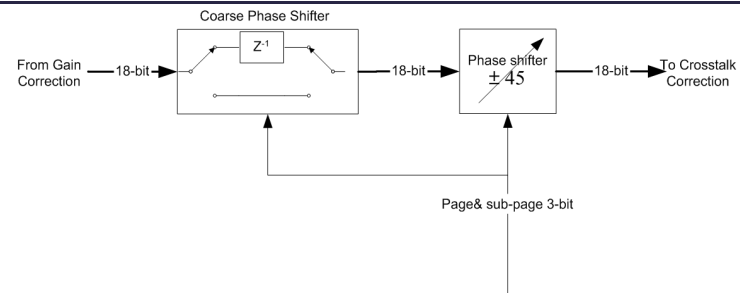 Coarse Phase Shifter
From Gain
Correction
18-bit
Z-1
18-bit
Phase shifter
± 45
18-bit
To Crosstalk
Correction
Page& sub-page 3-bit